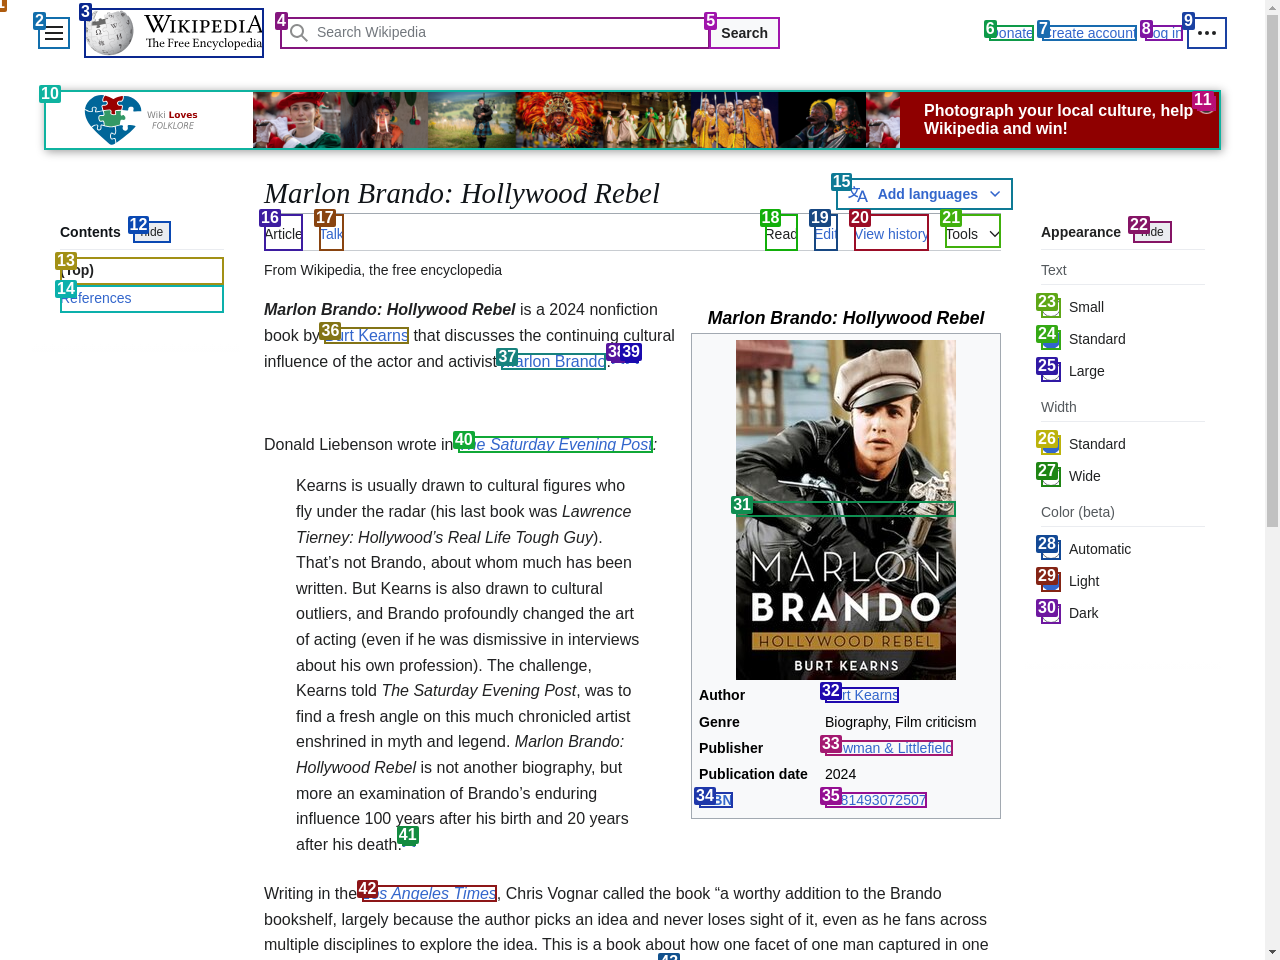 WIKIPEDIA
The Free Encyclopedia
Search Wikipedia
Search
Donate
Create account
Log in
Wiki Loves
FOLKLORE
Photograph your local culture, help
Wikipedia and win!
Marlon Brando: Hollywood Rebel
Add languages
Contents
hide
(Top)
References
Article
Talk
Read
Edit
View history
Tools
From Wikipedia, the free encyclopedia
Marlon Brando: Hollywood Rebel is a 2024 nonfiction
book by Burt Kearns that discusses the continuing cultural
influence of the actor and activist Marlon Brando.
Donald Liebenson wrote in The Saturday Evening Post:
Kearns is usually drawn to cultural figures who
fly under the radar (his last book was Lawrence
Tierney: Hollywood’s Real Life Tough Guy).
That’s not Brando, about whom much has been
written. But Kearns is also drawn to cultural
outliers, and Brando profoundly changed the art
of acting (even if he was dismissive in interviews
about his own profession). The challenge,
Kearns told The Saturday Evening Post, was to
find a fresh angle on this much chronicled artist
enshrined in myth and legend. Marlon Brando:
Hollywood Rebel is not another biography, but
more an examination of Brando’s enduring
influence 100 years after his birth and 20 years
after his death.
Writing in the Los Angeles Times, Chris Vognar called the book “a worthy addition to the Brando
bookshelf, largely because the author picks an idea and never loses sight of it, even as he fans across
multiple disciplines to explore the idea. This is a book about how one facet of one man captured in one
Marlon Brando: Hollywood Rebel
MARLON
BRANDO
HOLLYWOOD REBEL
BURT KEARNS
Author
Burt Kearns
Genre
Biography, Film criticism
Publisher
Rowman & Littlefield
Publication date
2024
ISBN
Appearance
hide
Text
Small
Standard
Large
Width
Standard
Wide
Color (beta)
Automatic
Light
Dark
1
2
3
4
5
6
7
8
9
10
11
12
13
14
15
16
17
18
19
20
21
22
23
24
25
26
27
28
29
30
31
32
33
34
35
36
37
39
40
41
42